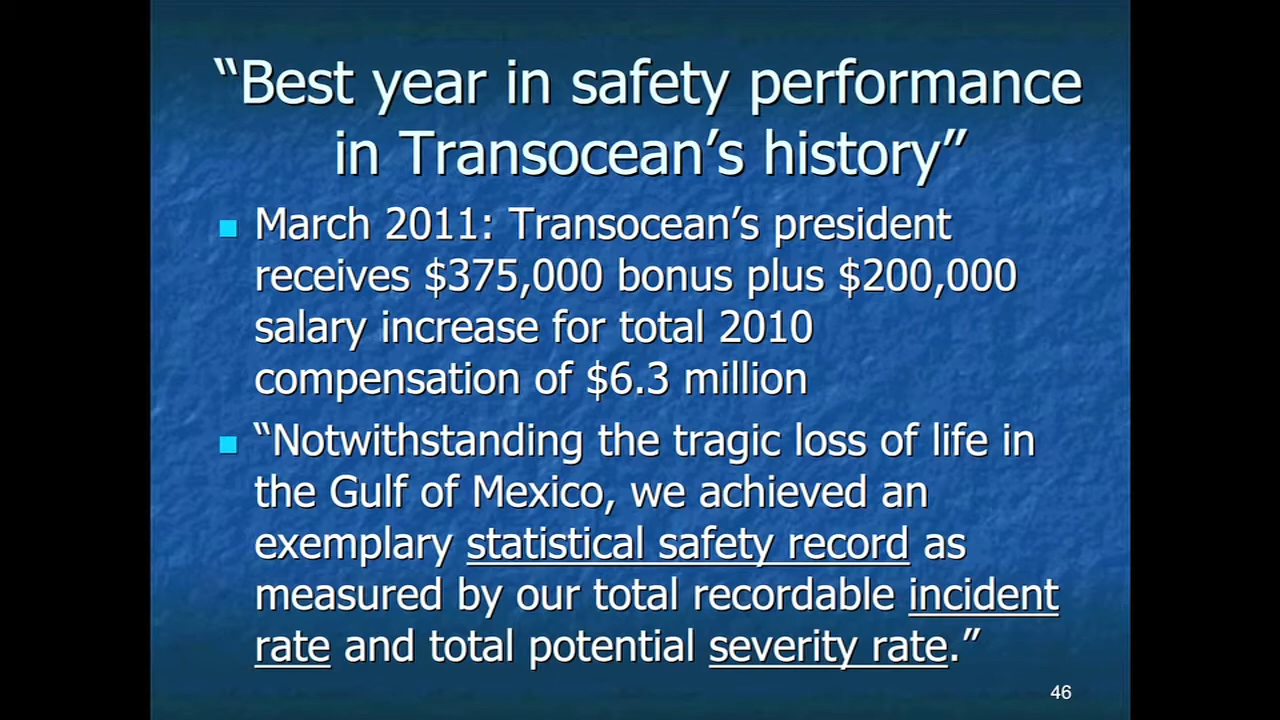 “Best year in safety performance
in Transocean’s history”
March 2011: Transocean’s president
receives $375,000 bonus plus $200,000
salary increase for total 2010
compensation of $6.3 million
“Notwithstanding the tragic loss of life in
the Gulf of Mexico, we achieved an
exemplary statistical safety record as
measured by our total recordable incident
rate and total potential severity rate.”
46